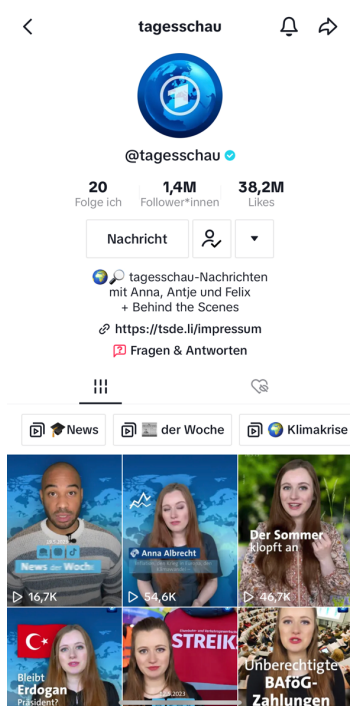 tagesschau
@tagesschau
20
1,4M
38,2M
Folge ich
Follower*innen
Likes
Nachricht
tagesschau-Nachrichten
mit Anna, Antje und Felix
+ Behind the Scenes
https://tsde.li/impressum
Fragen & Antworten
News
der Woche
Klimakrise
News der Woche
16,7K
Anna Albrecht
54,6K
Der Sommer
klopft an
46,7K
Bleibt
Erdogan
Präsident?
STREIK
Unberechtigte
BAföG-
Zahlungen